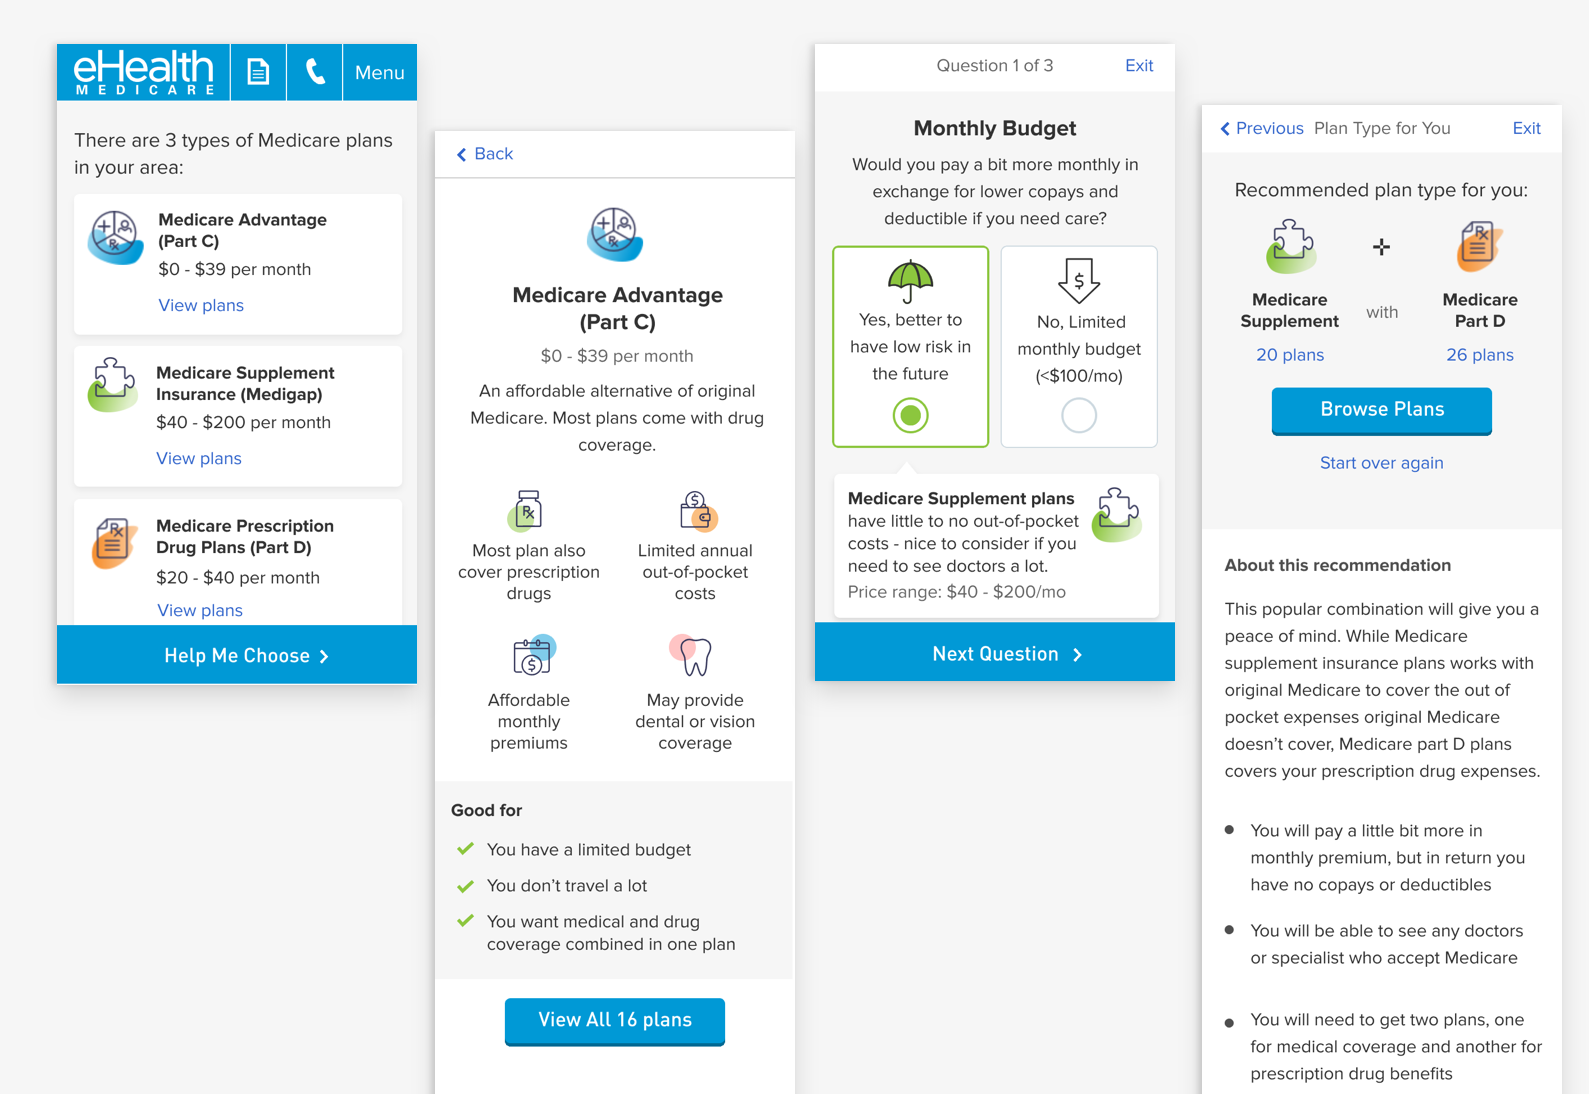 eHealth
MEDICARE
Menu
There are 3 types of Medicare plans
in your area:
Medicare Advantage
(Part C)
$0 - $39 per month
View plans
Medicare Supplement
Insurance (Medigap)
$40 - $200 per month
View plans
Rx
Medicare Prescription
Drug Plans (Part D)
$20 - $40 per month
View plans
Help Me Choose
Back
Medicare Advantage
(Part C)
$0 - $39 per month
An affordable alternative of original
Medicare. Most plans come with drug
coverage.
Rx
Most plan also
cover prescription
drugs
$
Limited annual
out-of-pocket
costs
$
Affordable
monthly
premiums
May provide
dental or vision
coverage
Good for
You have a limited budget
You don't travel a lot
You want medical and drug
coverage combined in one plan
View All 16 plans
Question 1 of 3
Exit
Monthly Budget
Would you pay a bit more monthly in
exchange for lower copays and
deductible if you need care?
Yes, better to
have low risk in
the future
$
No, Limited
monthly budget
(<$100/mo)
Medicare Supplement plans
have little to no out-of-pocket
costs - nice to consider if you
need to see doctors a lot.
Price range: $40 - $200/mo
Next Question
Previous
Plan Type for You
Exit
Recommended plan type for you:
Medicare
Supplement
20 plans
with
Rx
Medicare
Part D
26 plans
Browse Plans
Start over again
About this recommendation
This popular combination will give you a
peace of mind. While Medicare
supplement insurance plans works with
original Medicare to cover the out of
pocket expenses original Medicare
doesn't cover, Medicare part D plans
covers your prescription drug expenses.
You will pay a little bit more in
monthly premium, but in return you
have no copays or deductibles
You will be able to see any doctors
or specialist who accept Medicare
You will need to get two plans, one
for medical coverage and another for
prescription drug benefits